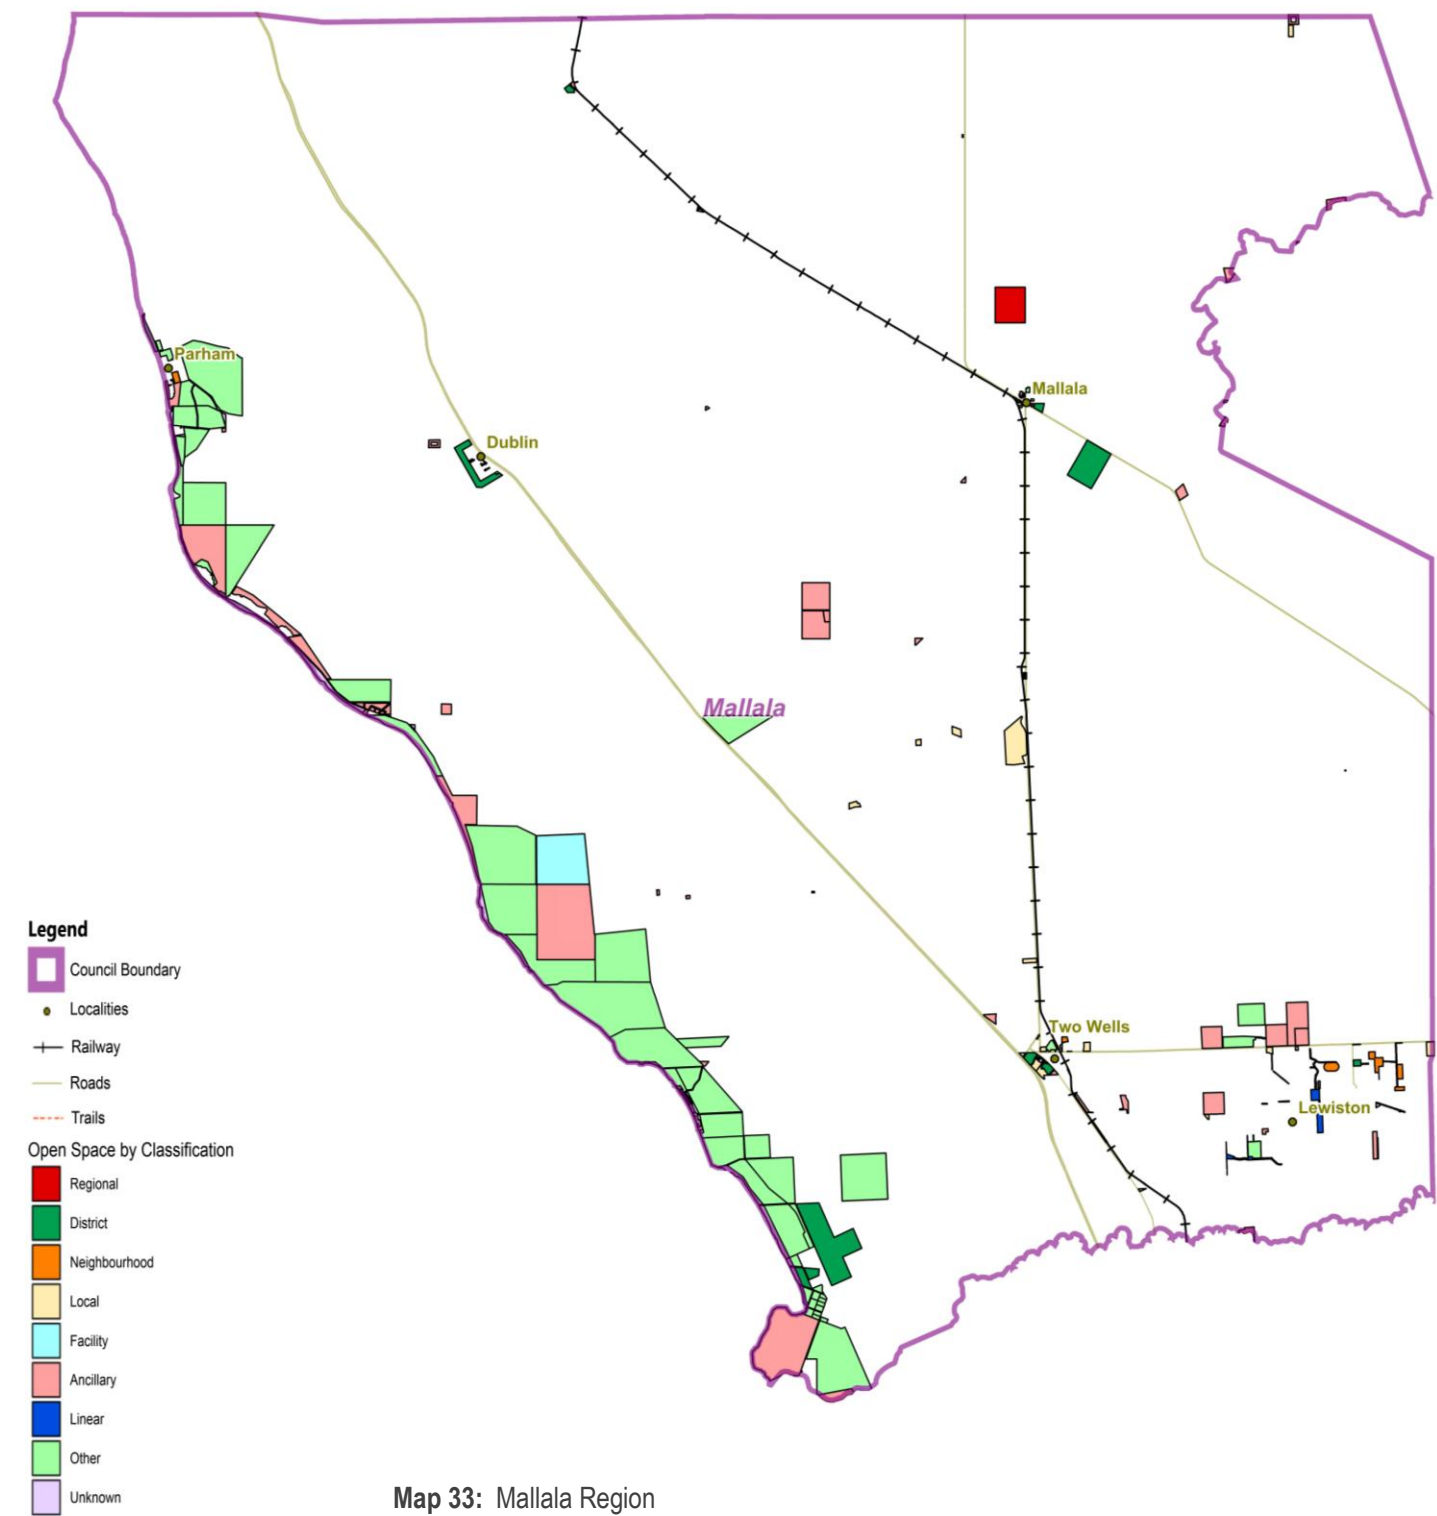 Parham
Mallala
Dublin
Mallala
Two Wells
Lewiston
Legend
Council Boundary
Localities
Railway
Roads
Trails
Open Space by Classification
Regional
District
Neighbourhood
Local
Facility
Ancillary
Linear
Other
Unknown
Map 33: Mallala Region